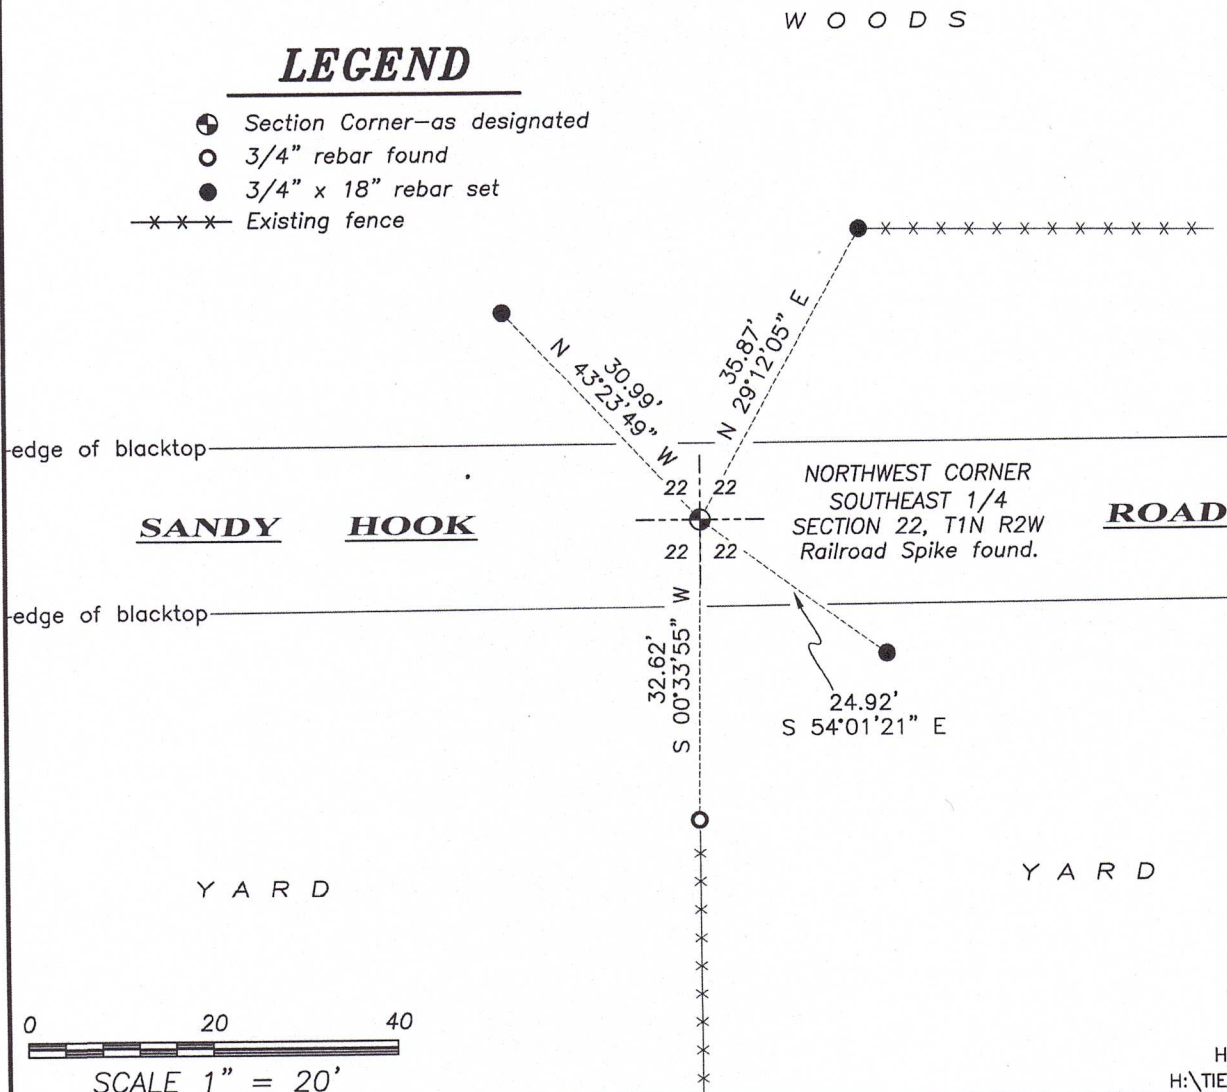 W O O D S
LEGEND
Section Corner—as designated
3/4" rebar found
3/4" x 18" rebar set
Existing fence
30.99'
N 43°23'49" W
35.87'
N 29°12'05" E
edge of blacktop
22 22
NORTHWEST CORNER
SOUTHEAST 1/4
SECTION 22, T1N R2W
Railroad Spike found.
SANDY HOOK
ROAD
22 22
edge of blacktop
32.62'
S 00°33'55" W
24.92'
S 54°01'21" E
Y A R D
Y A R D
0 20 40
SCALE 1" = 20'
H
H:\TIE